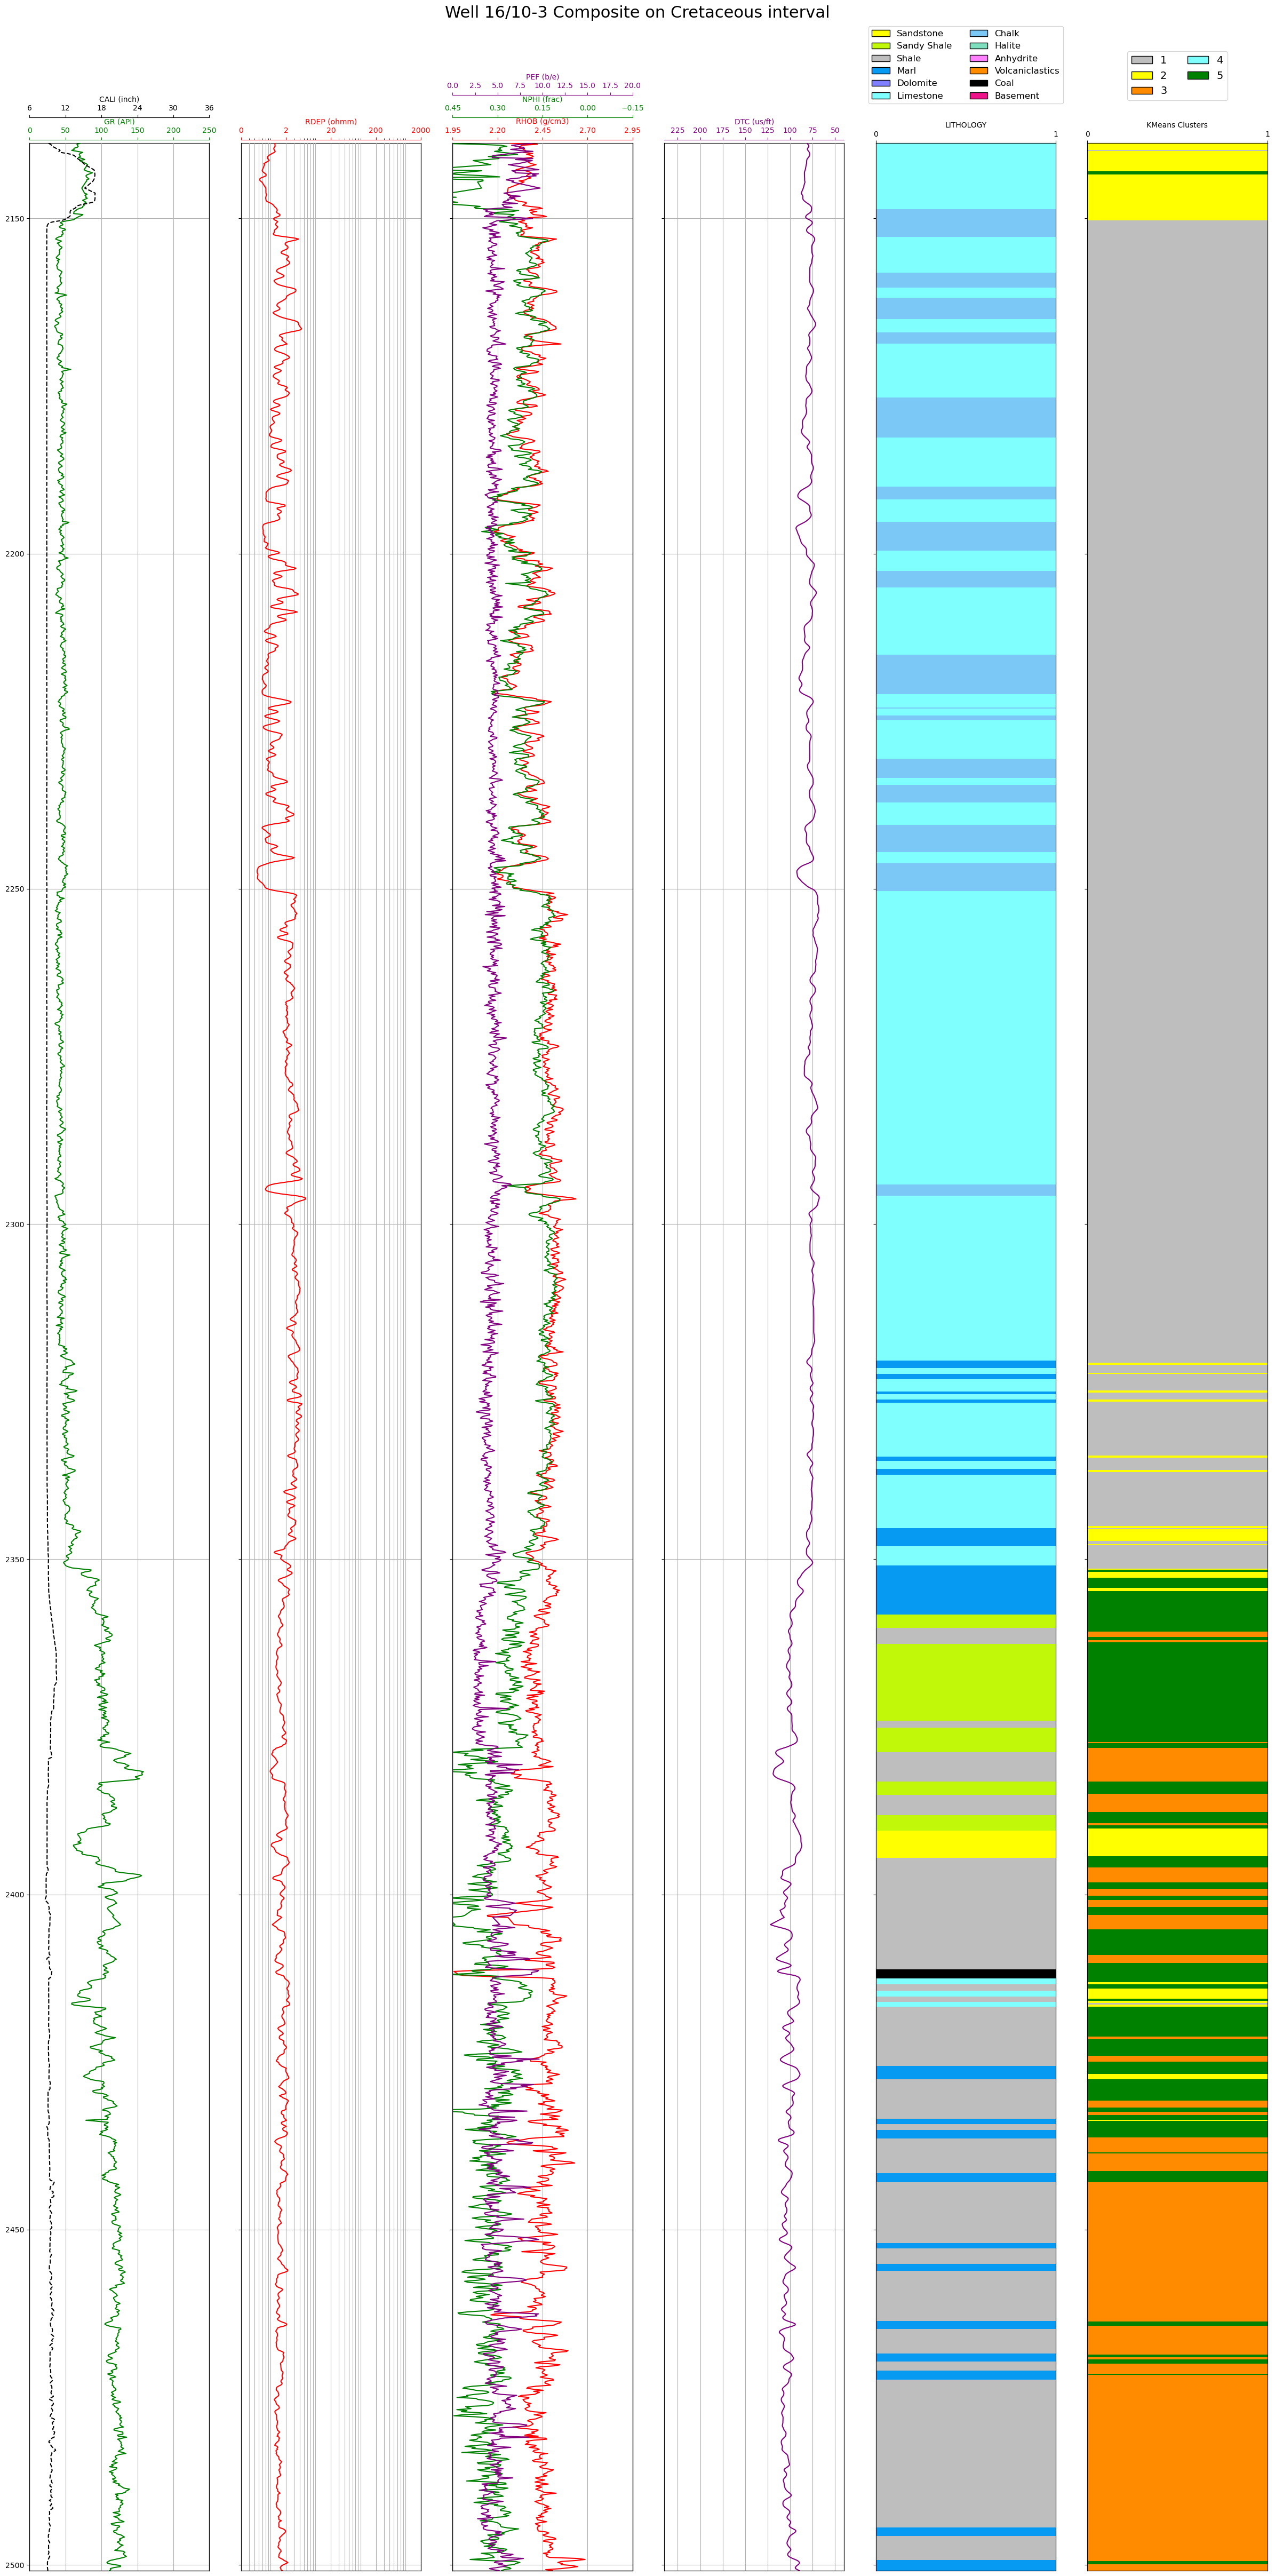 Well 16/10-3 Composite on Cretaceous interval
Sandstone
Sandy Shale
Shale
Marl
Dolomite
Limestone
Chalk
Halite
Anhydrite
Volcaniclastics
Coal
Basement
1
2
3
4
5
PEF (b/e)
0.0 2.5 5.0 7.5 10.0 12.5 15.0 17.5 20.0
CALI (inch)
NPHI (frac)
6 12 18 24 30 36
0.45 0.30 0.15 0.00 −0.15
GR (API)
RDEP (ohmm)
RHOB (g/cm3)
DTC (us/ft)
LITHOLOGY
KMeans Clusters
0 50 100 150 200 250
0 2 20 200 2000
1.95 2.20 2.45 2.70 2.95
225 200 175 150 125 100 75 50
0 1
0 1
2150
2200
2250
2300
2350
2400
2450
2500